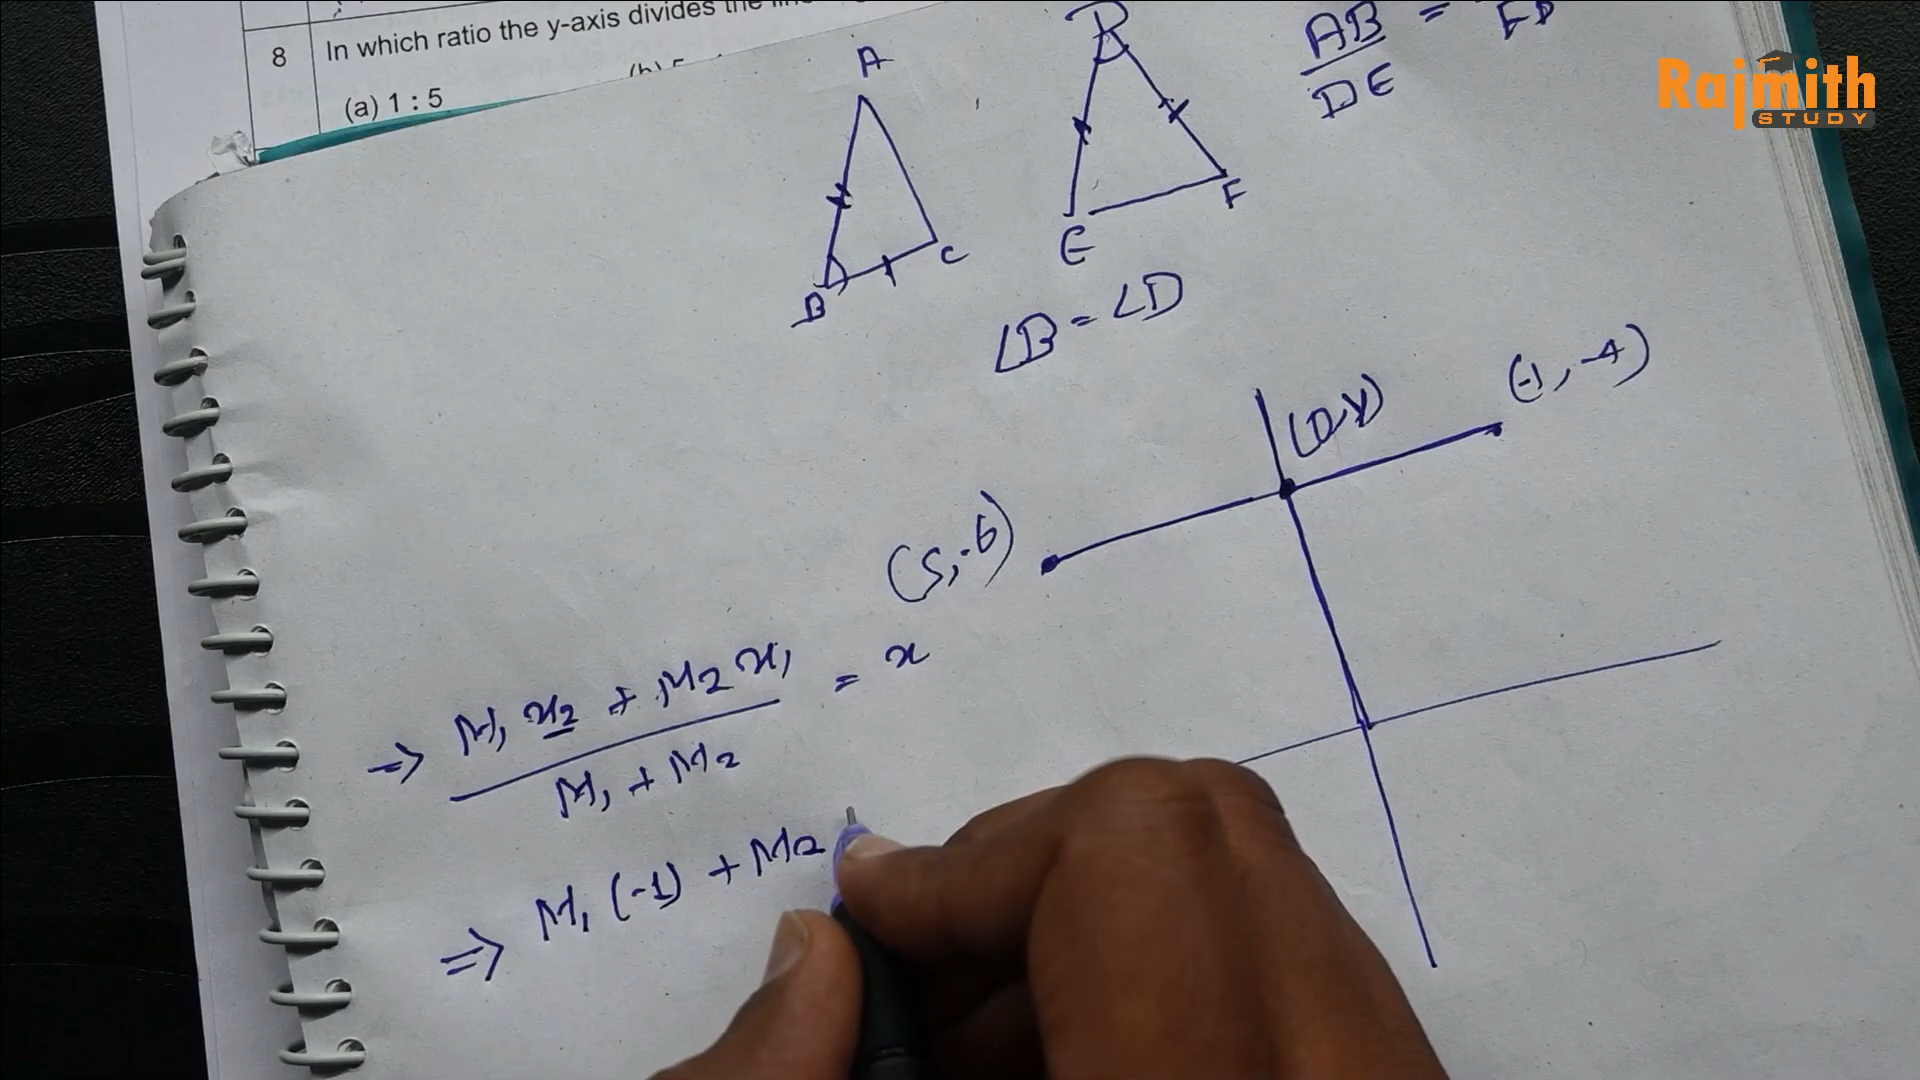 8 In which ratio the y-axis divides the
(a) 1 : 5
A
B
C
D
E
F
AB =
DE
∠B = ∠D
Rajmith
STUDY
(0,y)
(-1, -4)
(5, -6)
⇒ M₁ x₂ + M₂ x₁ = x
M₁ + M₂
⇒ M₁ (-1) + M₂